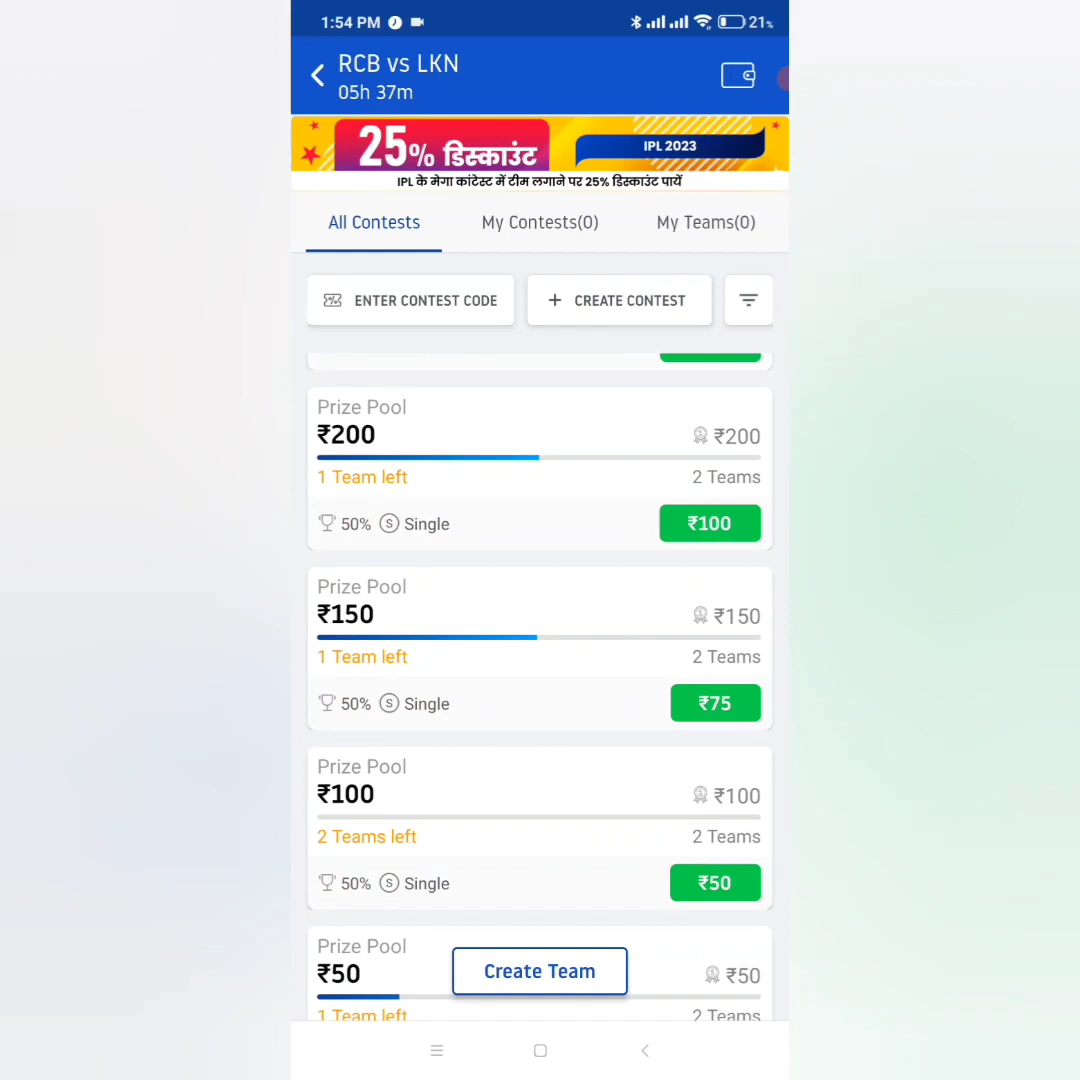 1:54 PM
21%
RCB vs LKN
05h 37m
25% डिस्काउंट
IPL 2023
IPL के मेगा कांटेस्ट में टीम लगाने पर 25% डिस्काउंट पायें
All Contests
My Contests(0)
My Teams(0)
ENTER CONTEST CODE
+ CREATE CONTEST
Prize Pool
₹200
₹200
1 Team left
2 Teams
50% S Single
₹100
Prize Pool
₹150
₹150
1 Team left
2 Teams
50% S Single
₹75
Prize Pool
₹100
₹100
2 Teams left
2 Teams
50% S Single
₹50
Prize Pool
₹50
₹50
Create Team
1 Team left
2 Teams